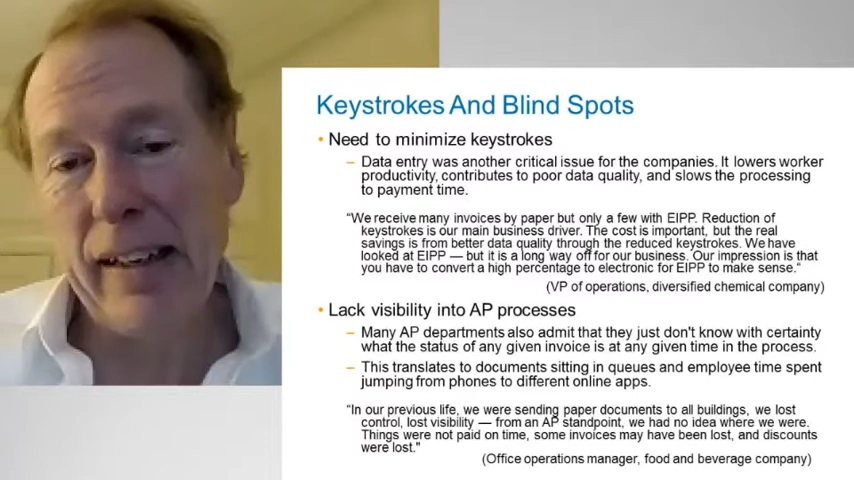 Keystrokes And Blind Spots
• Need to minimize keystrokes
– Data entry was another critical issue for the companies. It lowers worker
productivity, contributes to poor data quality, and slows the processing
to payment time.
“We receive many invoices by paper but only a few with EIPP. Reduction of
keystrokes is our main business driver. The cost is important, but the real
savings is from better data quality through the reduced keystrokes. We have
looked at EIPP — but it is a long way off for our business. Our impression is that
you have to convert a high percentage to electronic for EIPP to make sense.“
(VP of operations, diversified chemical company)
• Lack visibility into AP processes
– Many AP departments also admit that they just don't know with certainty
what the status of any given invoice is at any given time in the process.
– This translates to documents sitting in queues and employee time spent
jumping from phones to different online apps.
“In our previous life, we were sending paper documents to all buildings, we lost
control, lost visibility — from an AP standpoint, we had no idea where we were.
Things were not paid on time, some invoices may have been lost, and discounts
were lost."
(Office operations manager, food and beverage company)